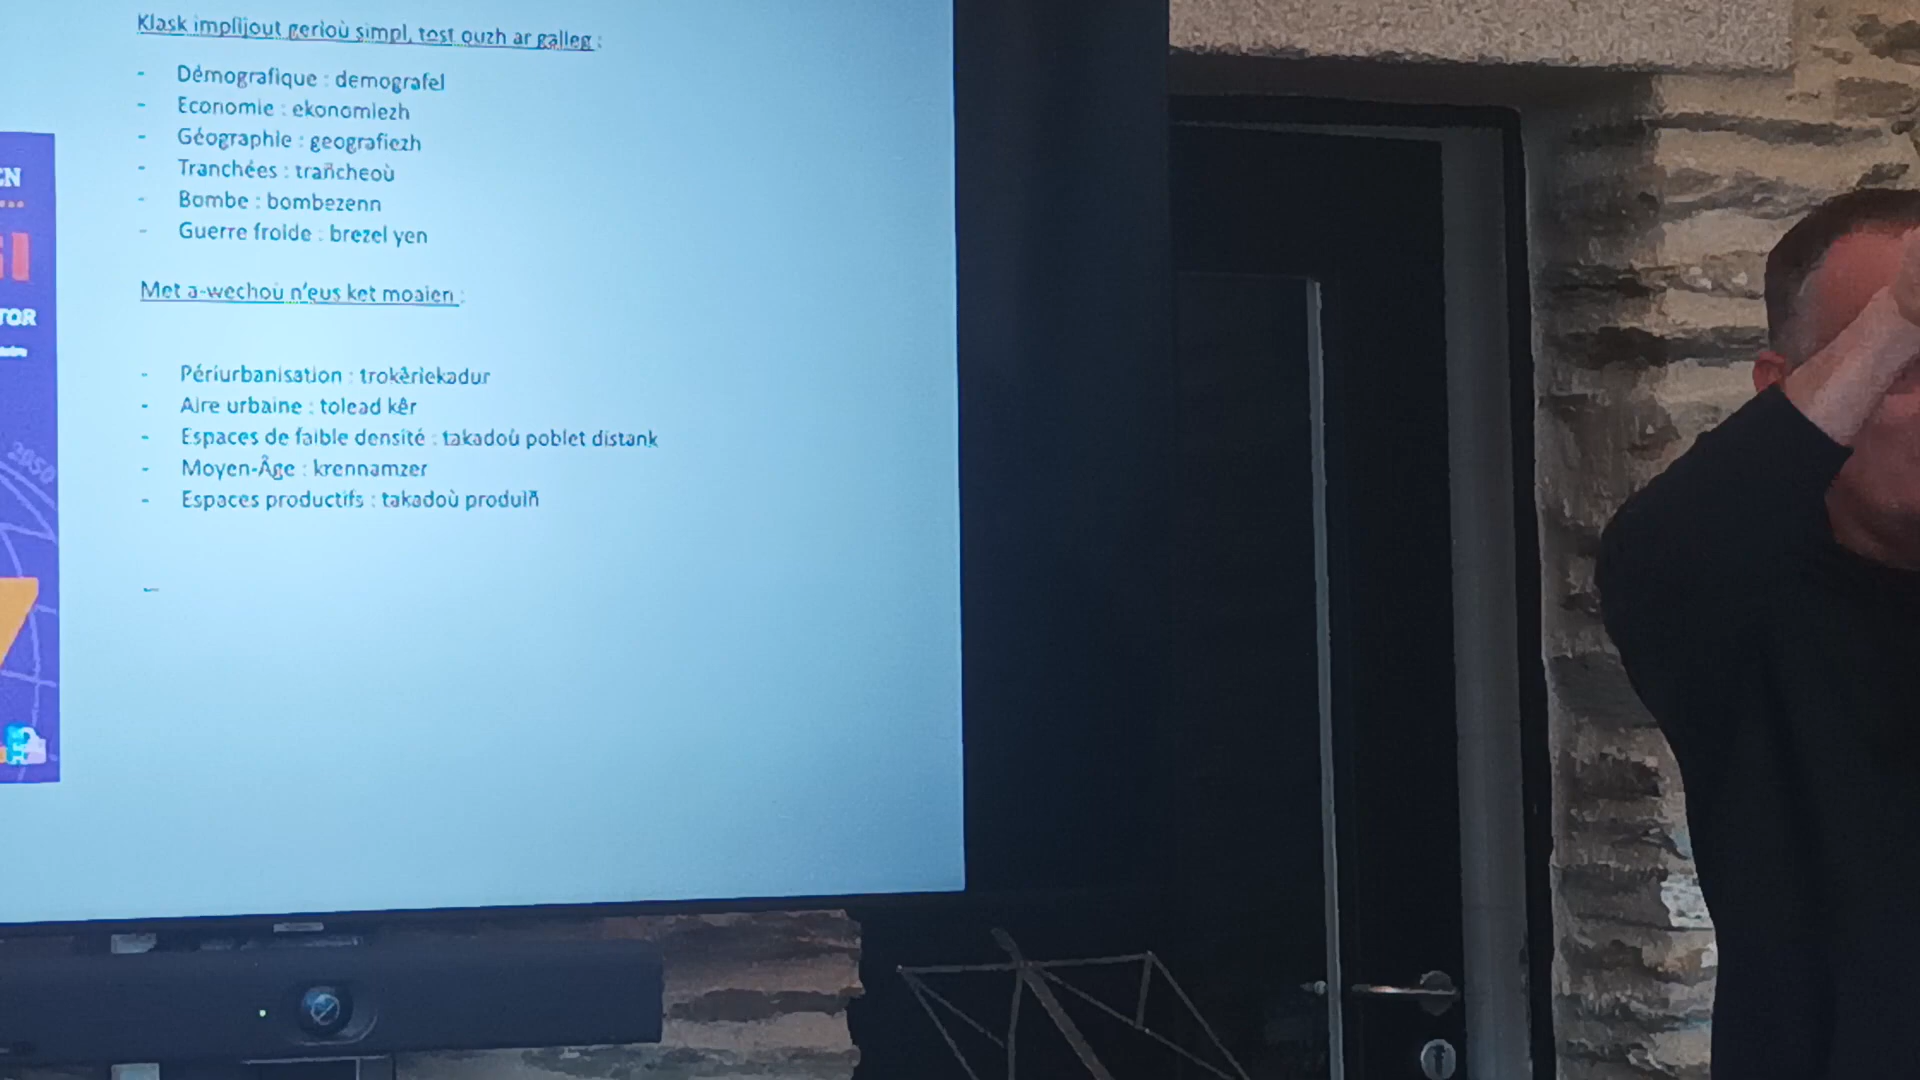 Klask implijout gerioù simpl, tost ouzh ar galleg :
- Démografique : demografel
- Economie : ekonomiezh
- Géographie : geografiezh
- Tranchées : trañcheoù
- Bombe : bombezenn
- Guerre froide : brezel yen
Met a-wechoù n'eus ket moaien :
- Périurbanisation : trokêriekadur
- Aire urbaine : tolead kêr
- Espaces de faible densité : takadoù poblet distank
- Moyen-Âge : krennamzer
- Espaces productifs : takadoù produiñ
-
TOR
2050